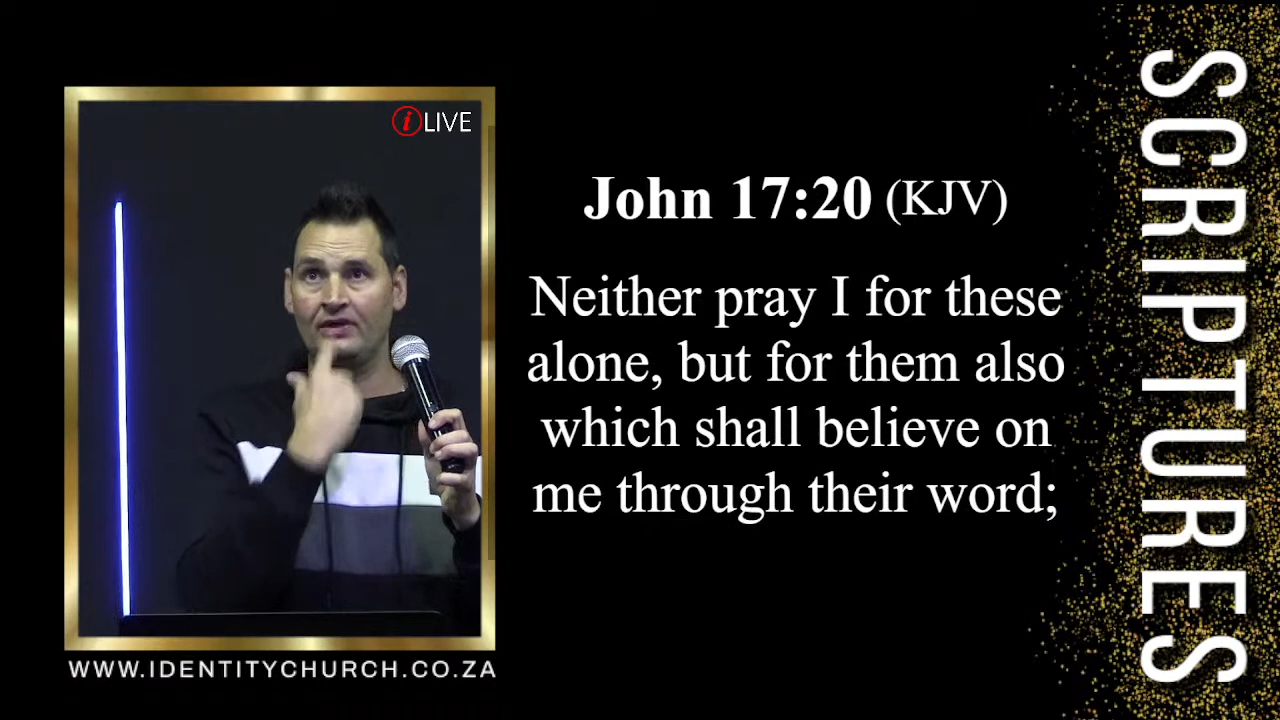 LIVE
John 17:20 (KJV)
Neither pray I for these
alone, but for them also
which shall believe on
me through their word;
WWW.IDENTITYCHURCH.CO.ZA
SCRIPTURES